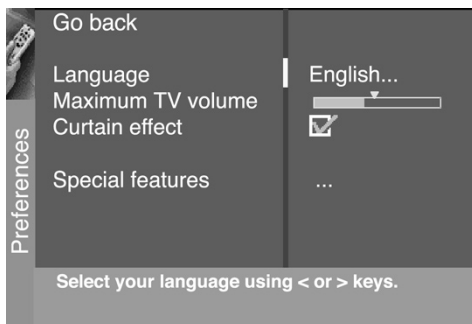 Go back
Language English...
Maximum TV volume
Curtain effect
Special features ...
Preferences
Select your language using < or > keys.